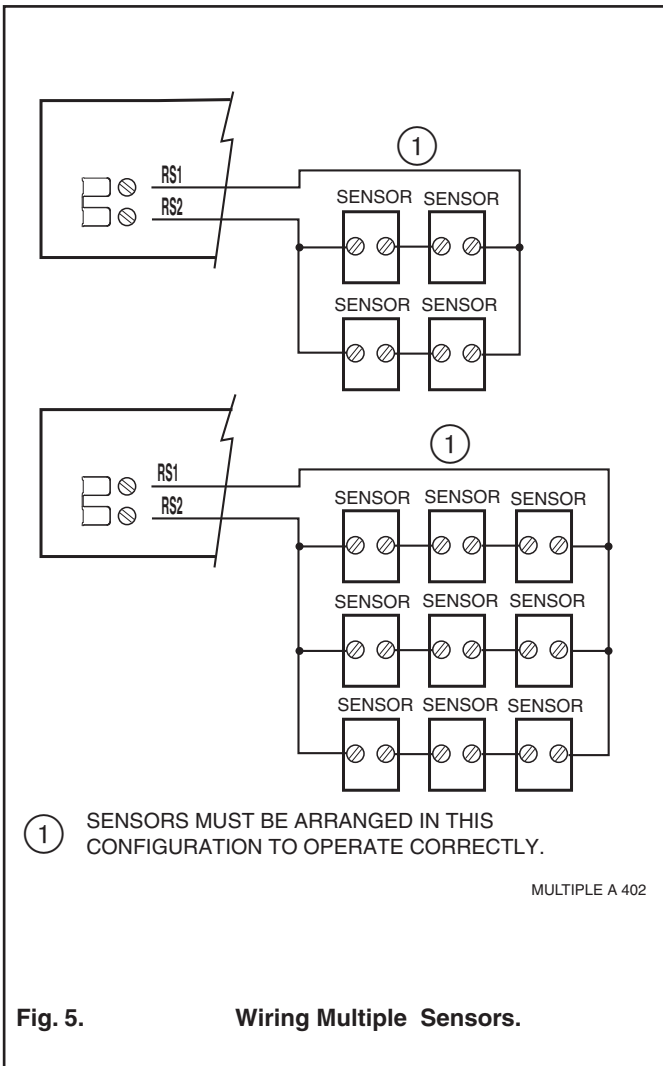 1
RS1
SENSOR SENSOR
RS2
SENSOR SENSOR
1
RS1
SENSOR SENSOR SENSOR
RS2
SENSOR SENSOR SENSOR
SENSOR SENSOR SENSOR
1 SENSORS MUST BE ARRANGED IN THIS
CONFIGURATION TO OPERATE CORRECTLY.
MULTIPLE A 402
Fig. 5. Wiring Multiple Sensors.